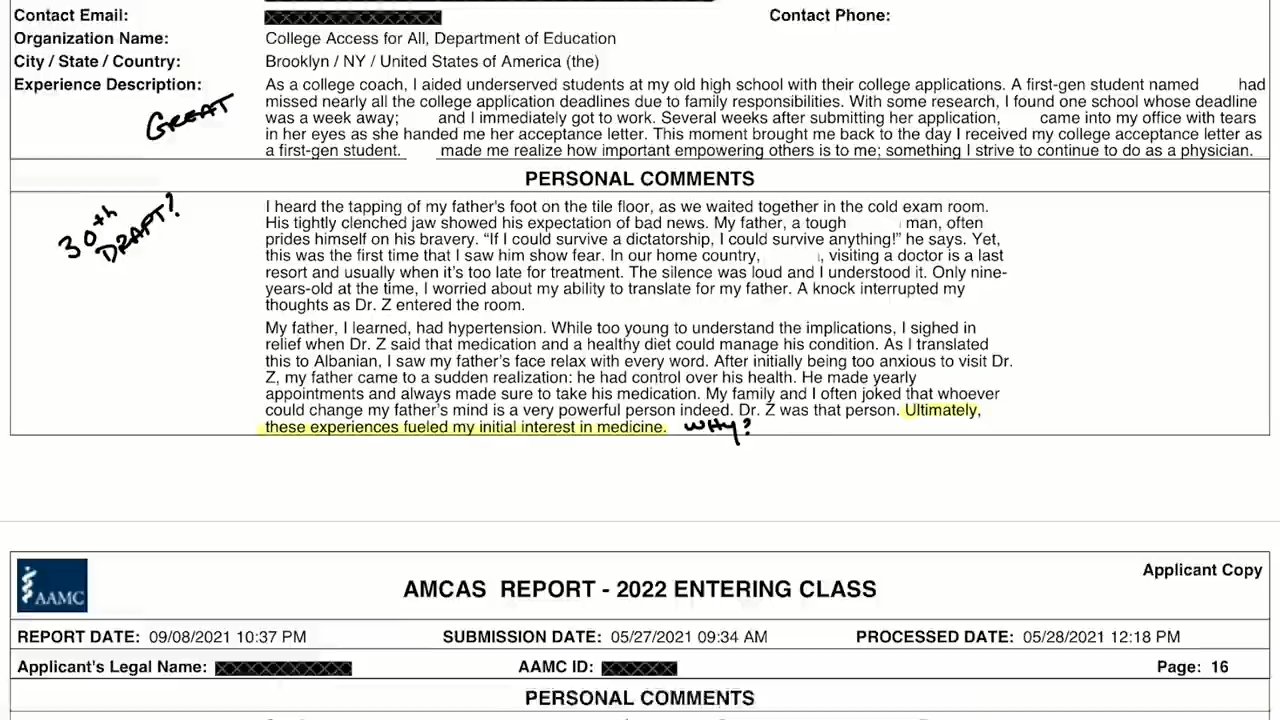 Contact Email:
Contact Phone:
Organization Name: College Access for All, Department of Education
City / State / Country: Brooklyn / NY / United States of America (the)
Experience Description: As a college coach, I aided underserved students at my old high school with their college applications. A first-gen student named had
missed nearly all the college application deadlines due to family responsibilities. With some research, I found one school whose deadline
GREAT
was a week away; and I immediately got to work. Several weeks after submitting her application, came into my office with tears
in her eyes as she handed me her acceptance letter. This moment brought me back to the day I received my college acceptance letter as
a first-gen student. made me realize how important empowering others is to me; something I strive to continue to do as a physician.
PERSONAL COMMENTS
30th
DRAFT?
I heard the tapping of my father's foot on the tile floor, as we waited together in the cold exam room.
His tightly clenched jaw showed his expectation of bad news. My father, a tough man, often
prides himself on his bravery. “If I could survive a dictatorship, I could survive anything!” he says. Yet,
this was the first time that I saw him show fear. In our home country, , visiting a doctor is a last
resort and usually when it’s too late for treatment. The silence was loud and I understood it. Only nine-
years-old at the time, I worried about my ability to translate for my father. A knock interrupted my
thoughts as Dr. Z entered the room.
My father, I learned, had hypertension. While too young to understand the implications, I sighed in
relief when Dr. Z said that medication and a healthy diet could manage his condition. As I translated
this to Albanian, I saw my father’s face relax with every word. After initially being too anxious to visit Dr.
Z, my father came to a sudden realization: he had control over his health. He made yearly
appointments and always made sure to take his medication. My family and I often joked that whoever
could change my father’s mind is a very powerful person indeed. Dr. Z was that person. Ultimately,
these experiences fueled my initial interest in medicine. WHY?
AAMC
Applicant Copy
AMCAS REPORT - 2022 ENTERING CLASS
REPORT DATE: 09/08/2021 10:37 PM SUBMISSION DATE: 05/27/2021 09:34 AM PROCESSED DATE: 05/28/2021 12:18 PM
Applicant's Legal Name: AAMC ID: Page: 16
PERSONAL COMMENTS